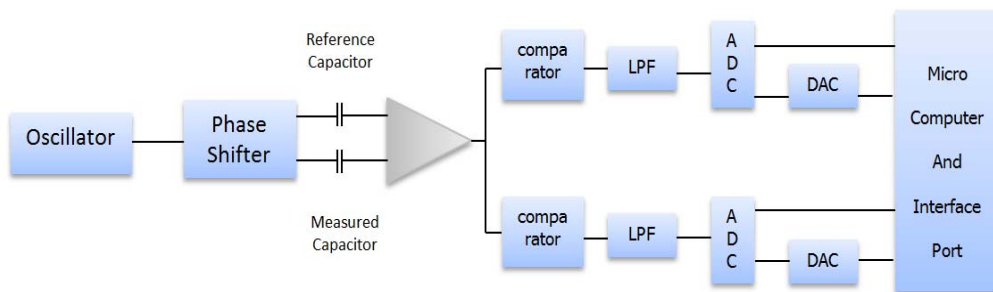 Oscillator
Phase
Shifter
Reference
Capacitor
Measured
Capacitor
compa
rator
LPF
A
D
C
DAC
compa
rator
LPF
A
D
C
DAC
Micro
Computer
And
Interface
Port